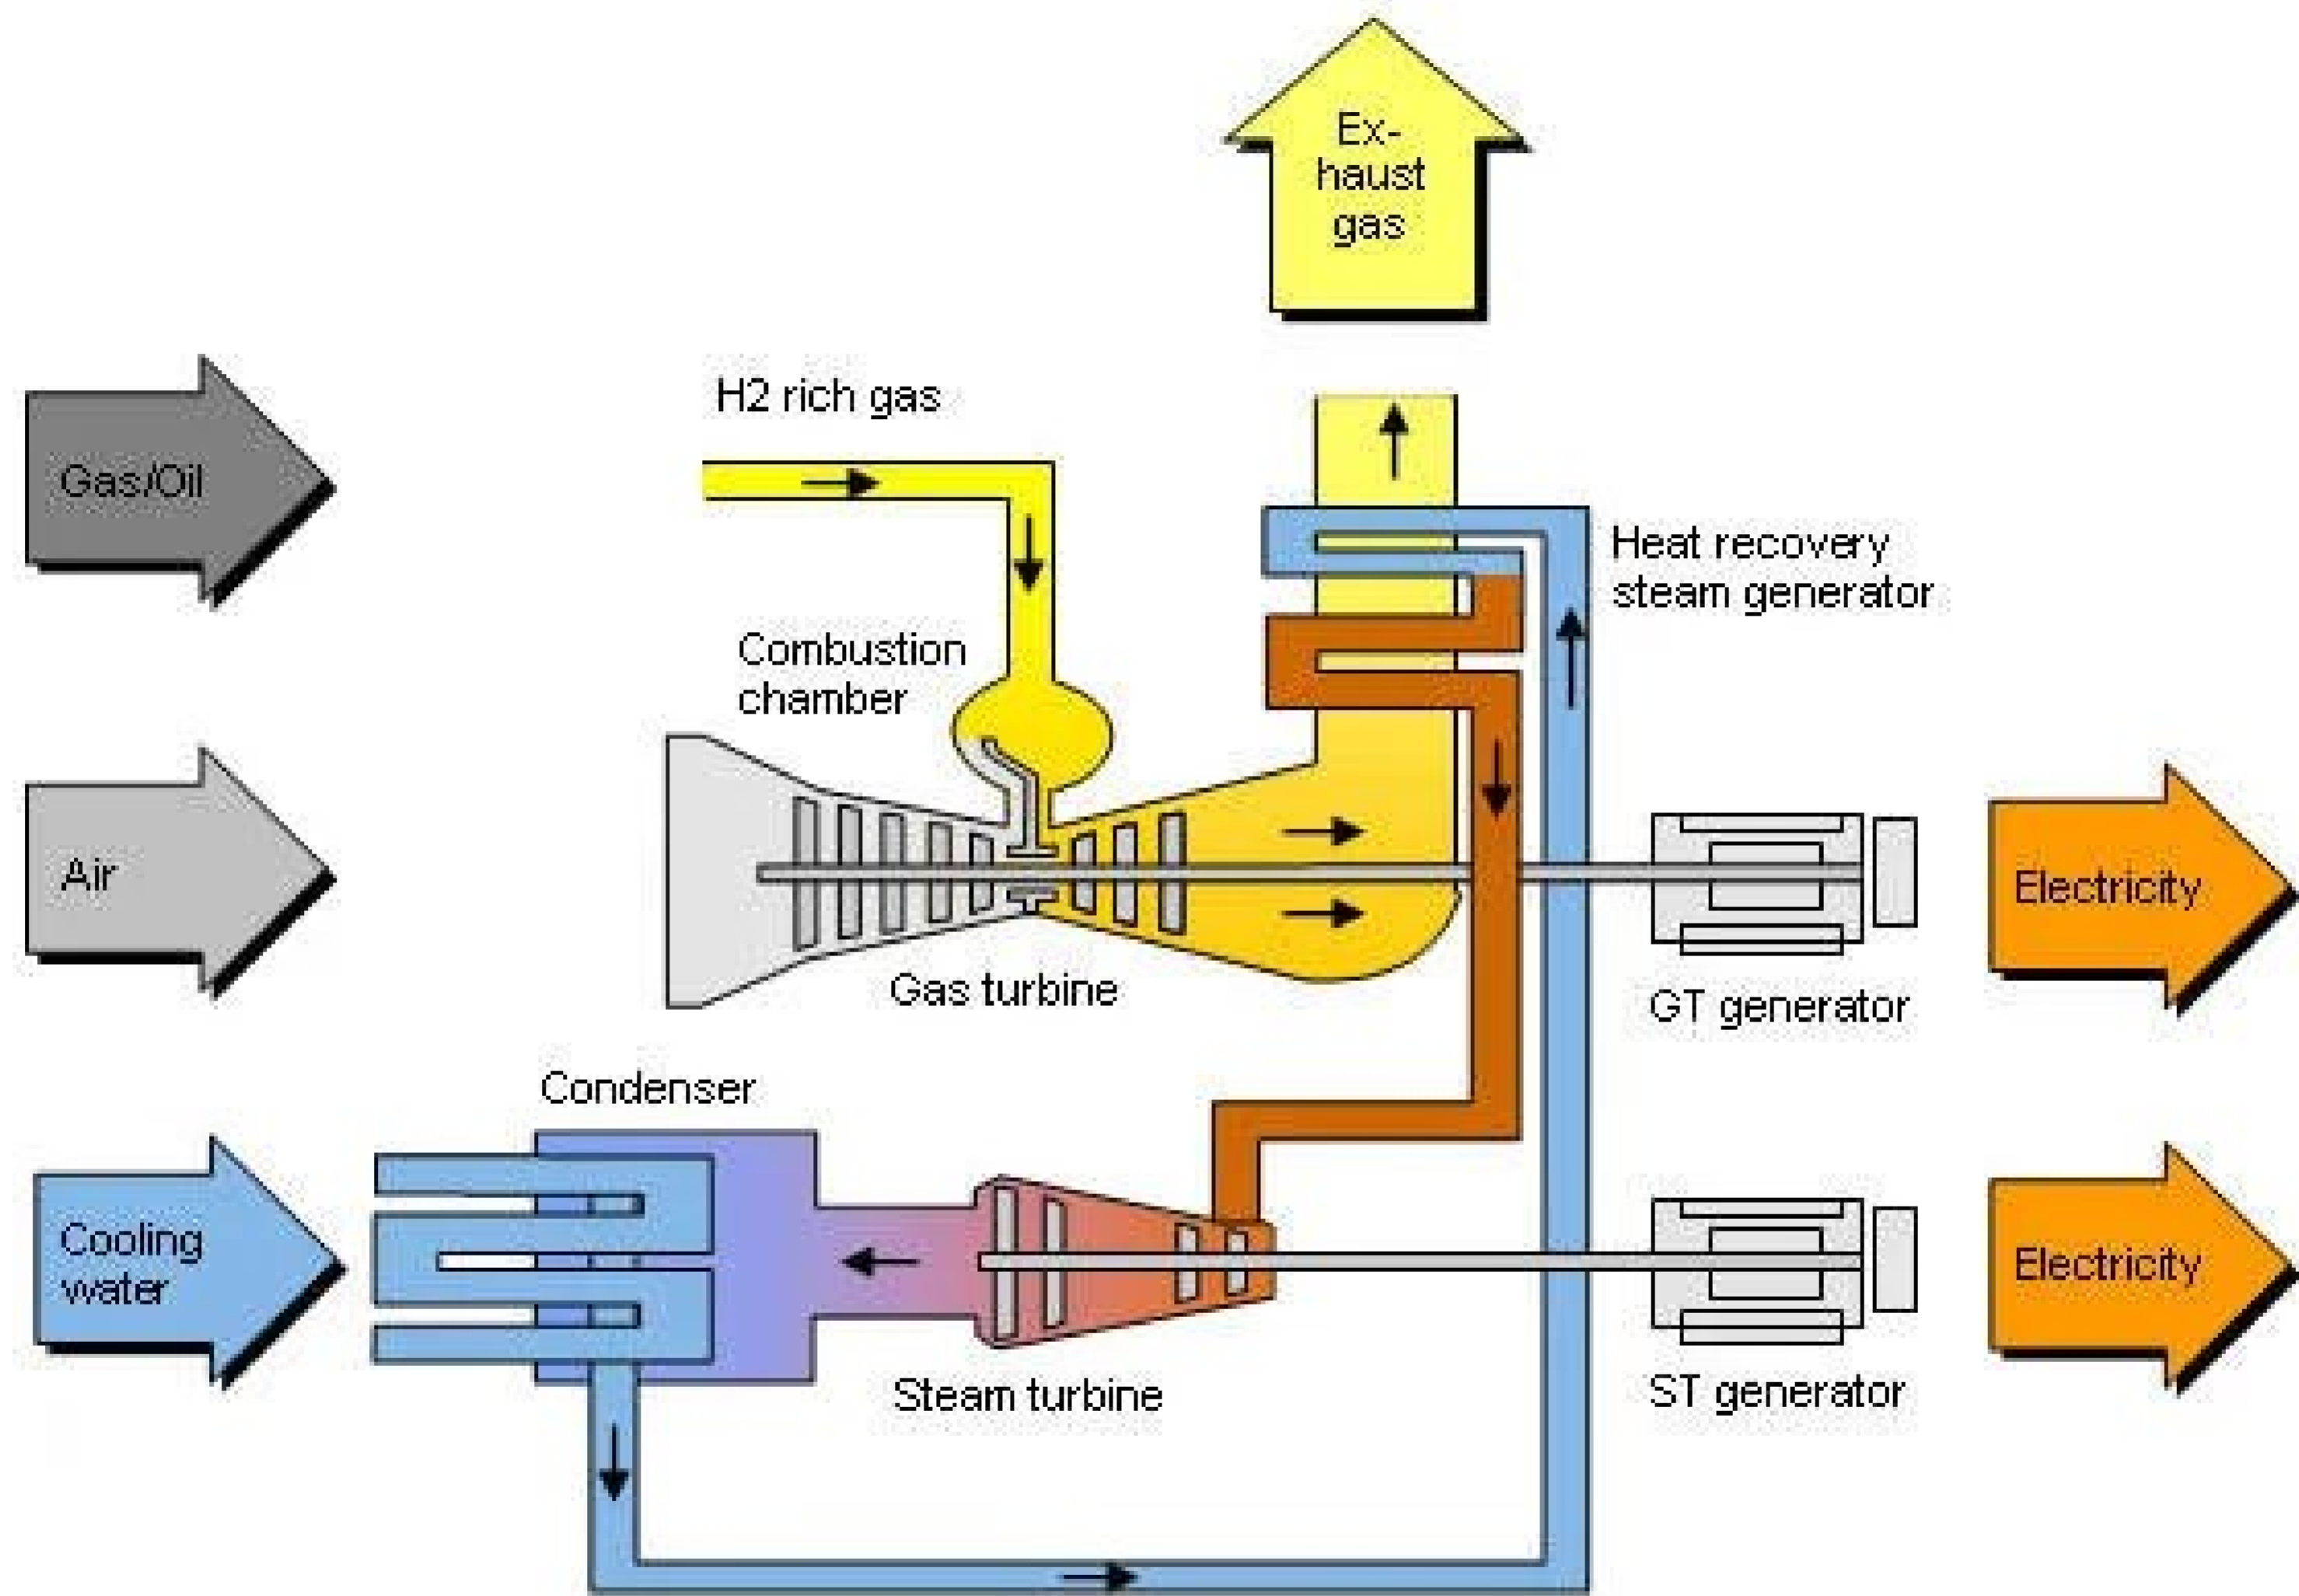 Ex-
haust
gas
H2 rich gas
Gas/Oil
Heat recovery
steam generator
Combustion
chamber
Air
Electricity
Gas turbine
GT generator
Condenser
Cooling
water
Electricity
Steam turbine
ST generator